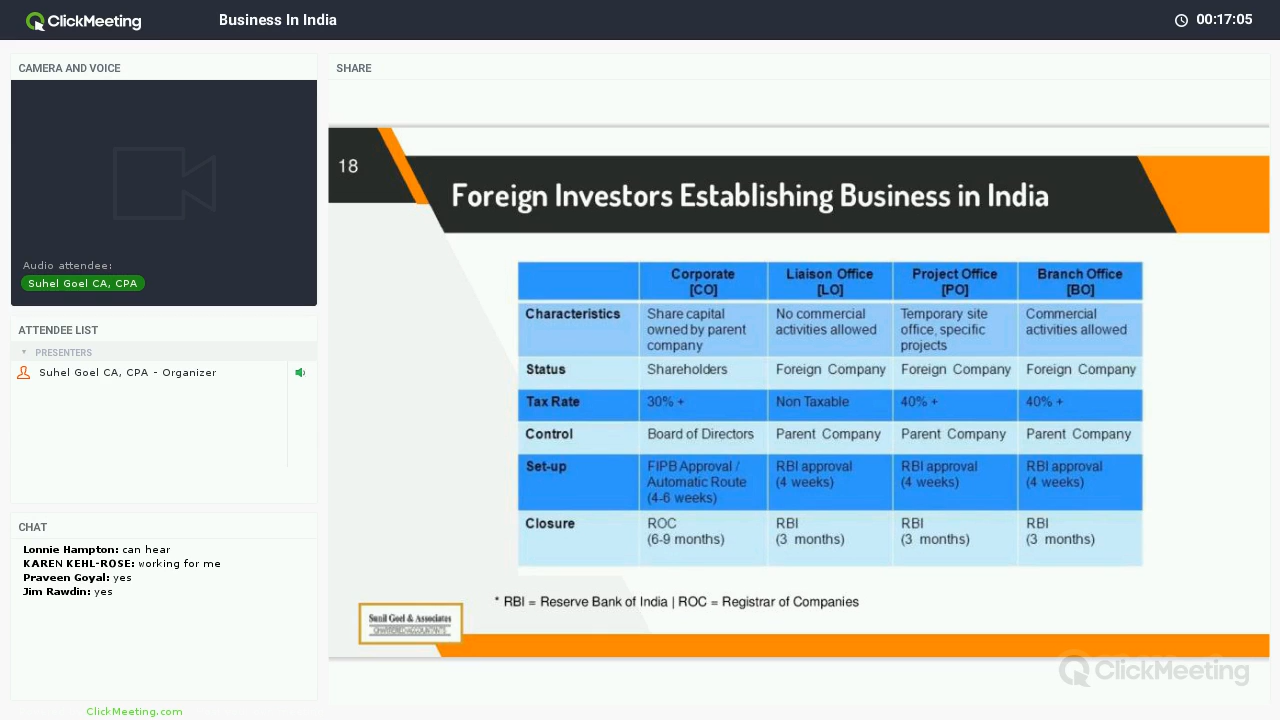 ClickMeeting
Business In India
00:17:05
CAMERA AND VOICE
Audio attendee:
Suhel Goel CA, CPA
ATTENDEE LIST
PRESENTERS
Suhel Goel CA, CPA - Organizer
CHAT
Lonnie Hampton: can hear
KAREN KEHL-ROSE: working for me
Praveen Goyal: yes
Jim Rawdin: yes
ClickMeeting.com
SHARE
18
Foreign Investors Establishing Business in India
Corporate [CO] Liaison Office [LO] Project Office [PO] Branch Office [BO]
Characteristics Share capital owned by parent company No commercial activities allowed Temporary site office, specific projects Commercial activities allowed
Status Shareholders Foreign Company Foreign Company Foreign Company
Tax Rate 30% + Non Taxable 40% + 40% +
Control Board of Directors Parent Company Parent Company Parent Company
Set-up FIPB Approval / Automatic Route (4-6 weeks) RBI approval (4 weeks) RBI approval (4 weeks) RBI approval (4 weeks)
Closure ROC (6-9 months) RBI (3 months) RBI (3 months) RBI (3 months)
* RBI = Reserve Bank of India | ROC = Registrar of Companies
Sunil Goel & Associates
CHARTERED ACCOUNTANTS
ClickMeeting